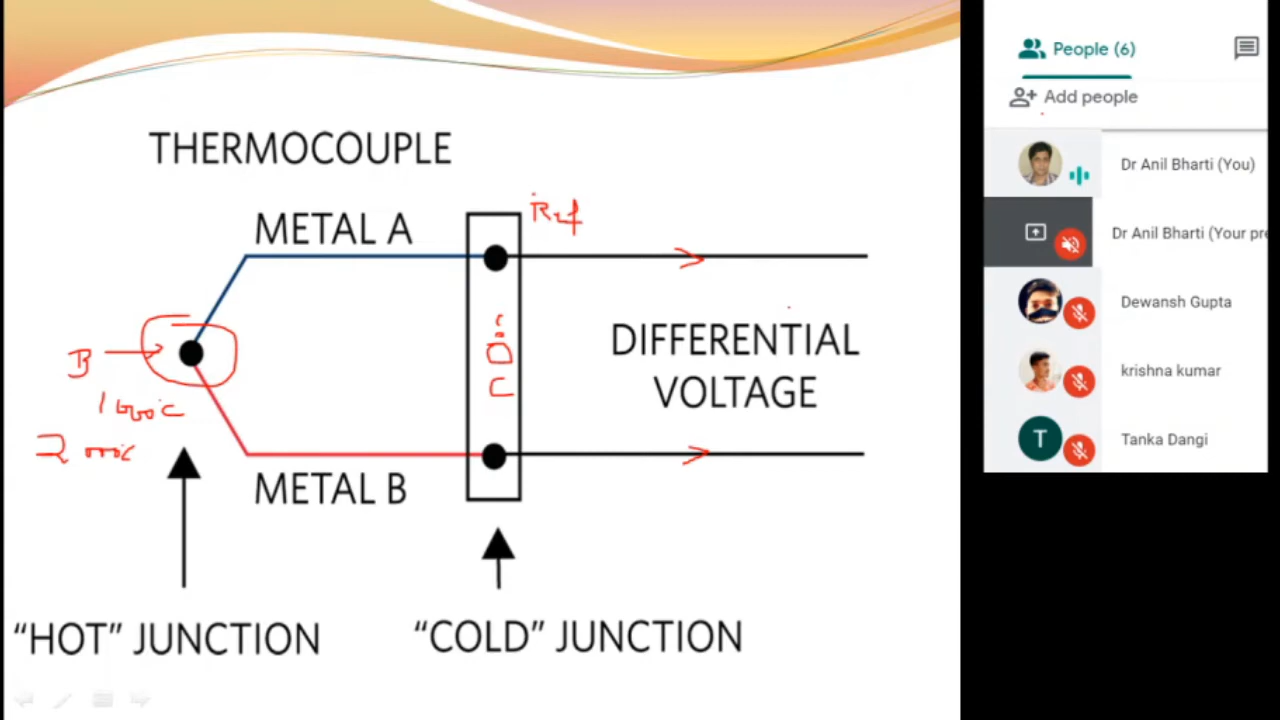 THERMOCOUPLE
METAL A
Ref
DIFFERENTIAL
VOLTAGE
B
METAL B
"HOT" JUNCTION
"COLD" JUNCTION
People (6)
Add people
Dr Anil Bharti (You)
Dr Anil Bharti (Your pre
Dewansh Gupta
krishna kumar
T
Tanka Dangi